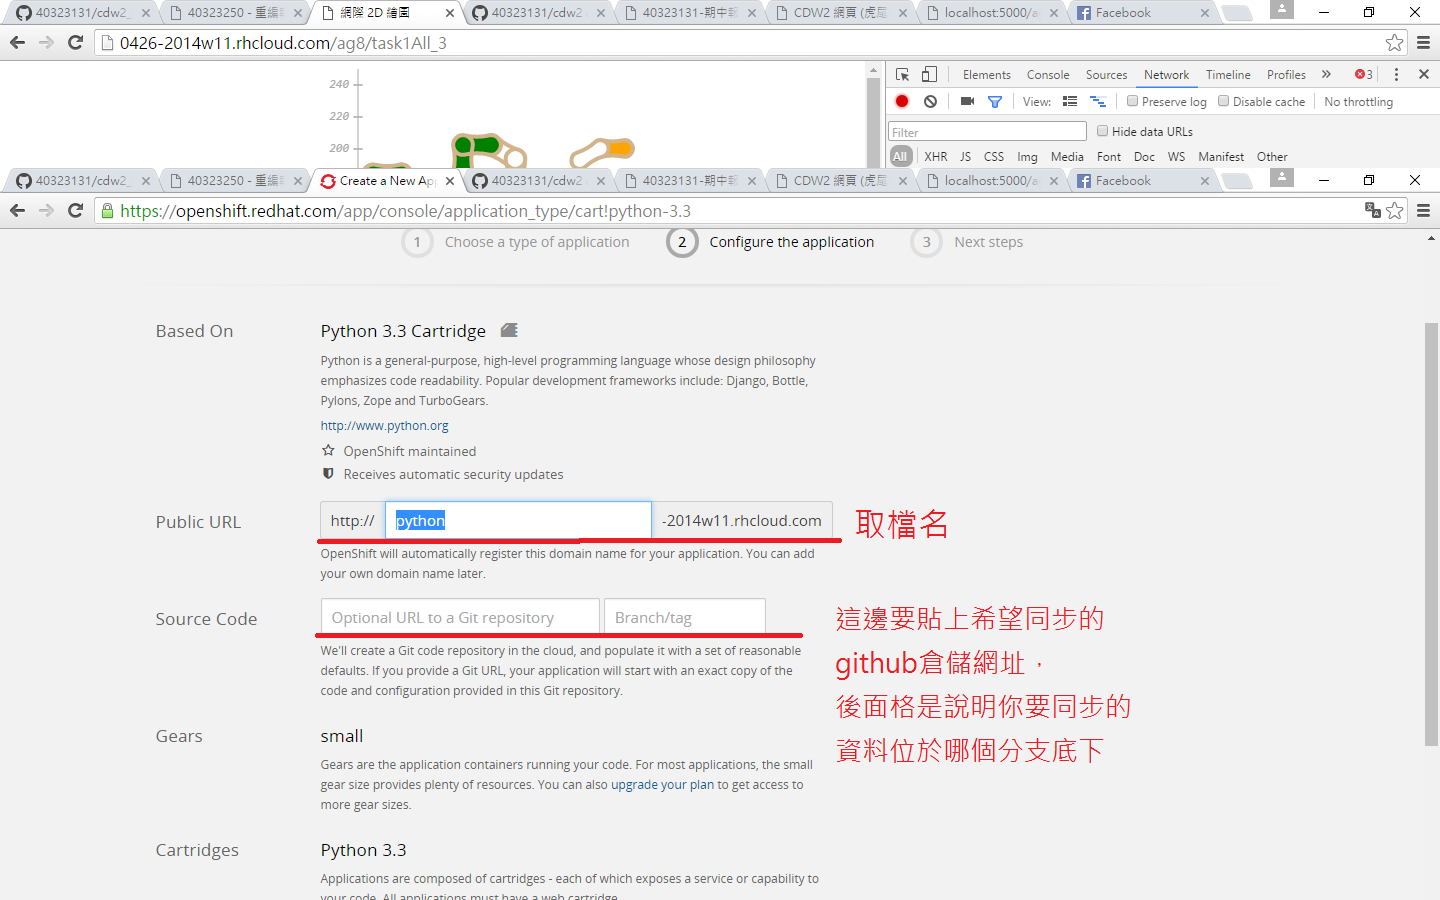 40323131/cdw2_
40323250 - 重編
網際 2D 繪圖
40323131/cdw2
40323131-期中
CDW2 網頁 (虎尾
localhost:5000/a
Facebook
0426-2014w11.rhcloud.com/ag8/task1All_3
Elements Console Sources Network Timeline Profiles » 3
View: Preserve log Disable cache No throttling
Filter Hide data URLs
All XHR JS CSS Img Media Font Doc WS Manifest Other
240
220
200
40323131/cdw2_
40323250 - 重編
Create a New App
40323131/cdw2
40323131-期中
CDW2 網頁 (虎尾
localhost:5000/a
Facebook
https://openshift.redhat.com/app/console/application_type/cart!python-3.3
1 Choose a type of application 2 Configure the application 3 Next steps
Based On
Python 3.3 Cartridge
Python is a general-purpose, high-level programming language whose design philosophy
emphasizes code readability. Popular development frameworks include: Django, Bottle,
Pylons, Zope and TurboGears.
http://www.python.org
OpenShift maintained
Receives automatic security updates
Public URL
http:// python -2014w11.rhcloud.com
取檔名
OpenShift will automatically register this domain name for your application. You can add
your own domain name later.
Source Code
Optional URL to a Git repository Branch/tag
這邊要貼上希望同步的
github倉儲網址，
後面格是說明你要同步的
資料位於哪個分支底下
We'll create a Git code repository in the cloud, and populate it with a set of reasonable
defaults. If you provide a Git URL, your application will start with an exact copy of the
code and configuration provided in this Git repository.
Gears
small
Gears are the application containers running your code. For most applications, the small
gear size provides plenty of resources. You can also upgrade your plan to get access to
more gear sizes.
Cartridges
Python 3.3
Applications are composed of cartridges - each of which exposes a service or capability to
your code. All applications must have a web cartridge.